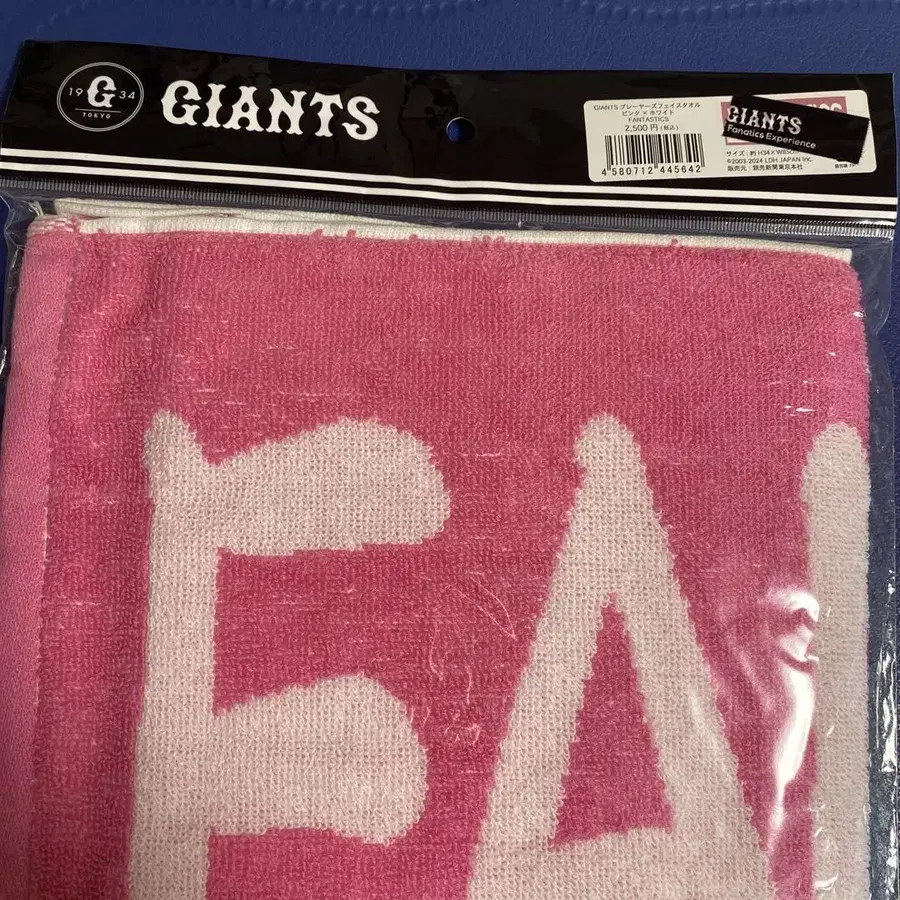 19 G 34
TOKYO
GIANTS
GIANTS プレーヤーズフェイスタオル
ピンク × ホワイト
FANTASTICS
2,500 円(税込)
4 580712 445642
GIANTS
Fanatics Experience
サイズ：約 H34×W85cm
©2003-2024 LDH JAPAN Inc.
販売元：読売新聞東京本社
FA